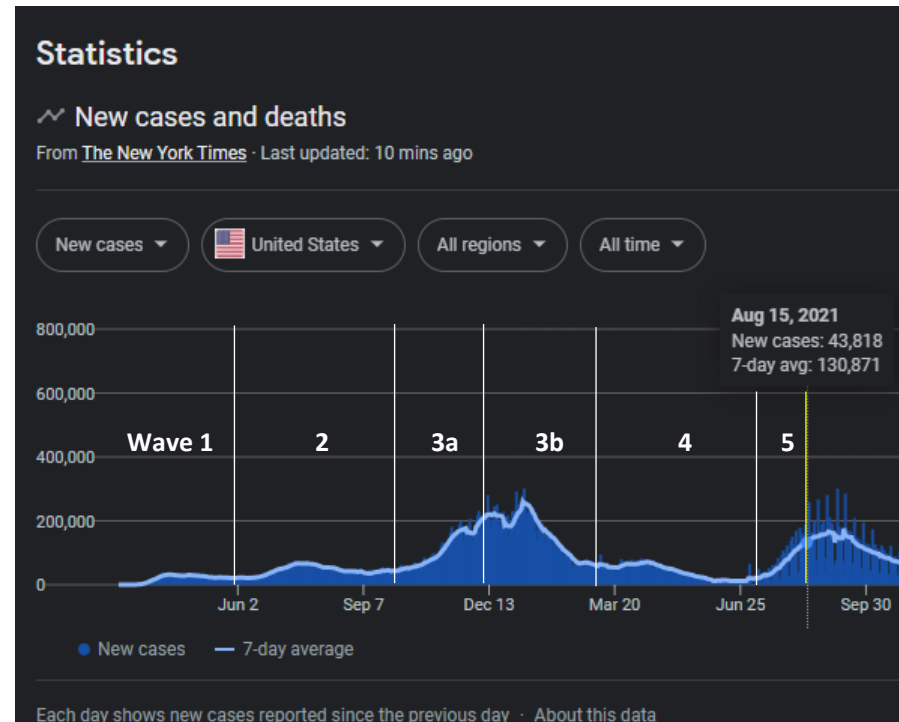 Statistics
New cases and deaths
From The New York Times · Last updated: 10 mins ago
New cases United States All regions All time
Aug 15, 2021
New cases: 43,818
7-day avg: 130,871
800,000
600,000
Wave 1 2 3a 3b 4 5
400,000
200,000
0
Jun 2 Sep 7 Dec 13 Mar 20 Jun 25 Sep 30
New cases 7-day average
Each day shows new cases reported since the previous day · About this data